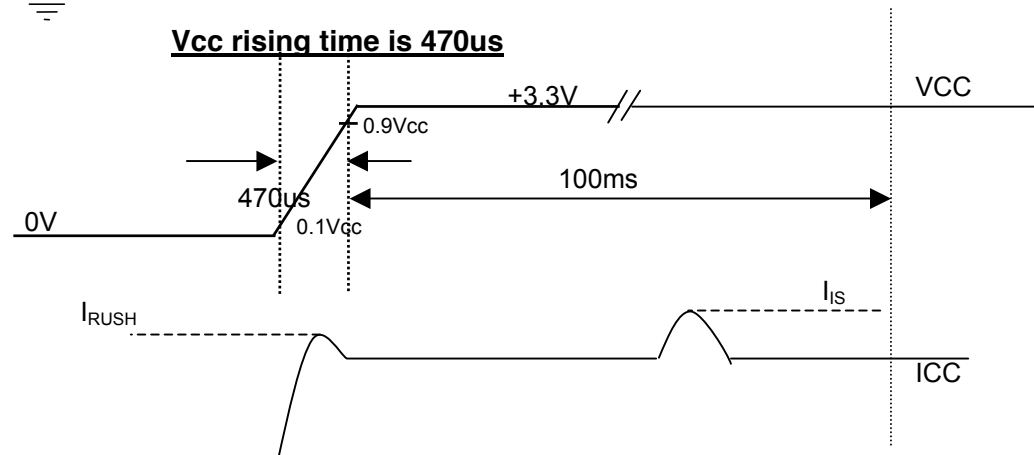 Vcc rising time is 470us
+3.3V
VCC
0.9Vcc
470us
100ms
0V
0.1Vcc
IRUSH
IIS
ICC